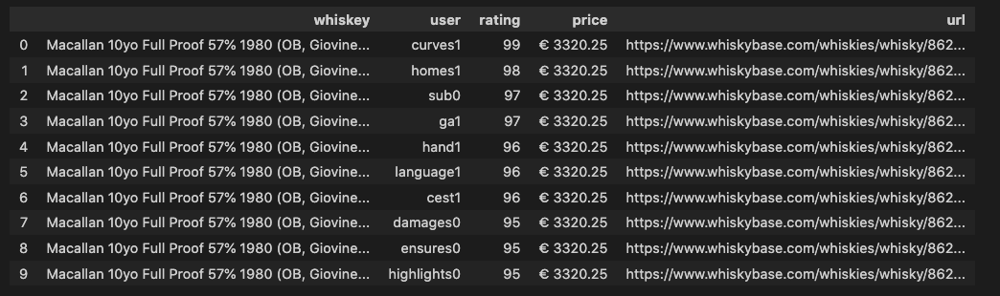 whiskey user rating price url
0 Macallan 10yo Full Proof 57% 1980 (OB, Giovine... curves1 99 € 3320.25 https://www.whiskybase.com/whiskies/whisky/862...
1 Macallan 10yo Full Proof 57% 1980 (OB, Giovine... homes1 98 € 3320.25 https://www.whiskybase.com/whiskies/whisky/862...
2 Macallan 10yo Full Proof 57% 1980 (OB, Giovine... sub0 97 € 3320.25 https://www.whiskybase.com/whiskies/whisky/862...
3 Macallan 10yo Full Proof 57% 1980 (OB, Giovine... ga1 97 € 3320.25 https://www.whiskybase.com/whiskies/whisky/862...
4 Macallan 10yo Full Proof 57% 1980 (OB, Giovine... hand1 96 € 3320.25 https://www.whiskybase.com/whiskies/whisky/862...
5 Macallan 10yo Full Proof 57% 1980 (OB, Giovine... language1 96 € 3320.25 https://www.whiskybase.com/whiskies/whisky/862...
6 Macallan 10yo Full Proof 57% 1980 (OB, Giovine... cest1 96 € 3320.25 https://www.whiskybase.com/whiskies/whisky/862...
7 Macallan 10yo Full Proof 57% 1980 (OB, Giovine... damages0 95 € 3320.25 https://www.whiskybase.com/whiskies/whisky/862...
8 Macallan 10yo Full Proof 57% 1980 (OB, Giovine... ensures0 95 € 3320.25 https://www.whiskybase.com/whiskies/whisky/862...
9 Macallan 10yo Full Proof 57% 1980 (OB, Giovine... highlights0 95 € 3320.25 https://www.whiskybase.com/whiskies/whisky/862...